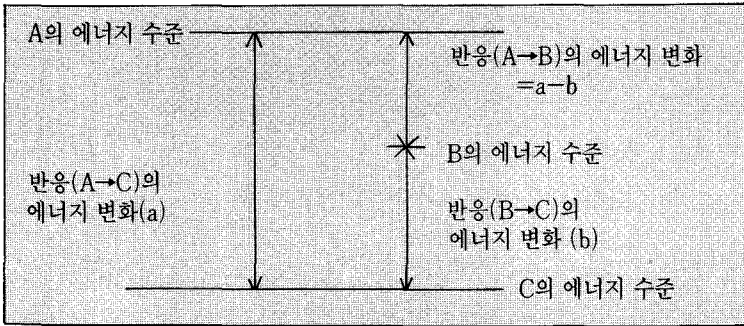 A의 에너지 수준
반응(A→B)의 에너지 변화
=a-b
B의 에너지 수준
반응(A→C)의
에너지 변화(a)
반응(B→C)의
에너지 변화 (b)
C의 에너지 수준